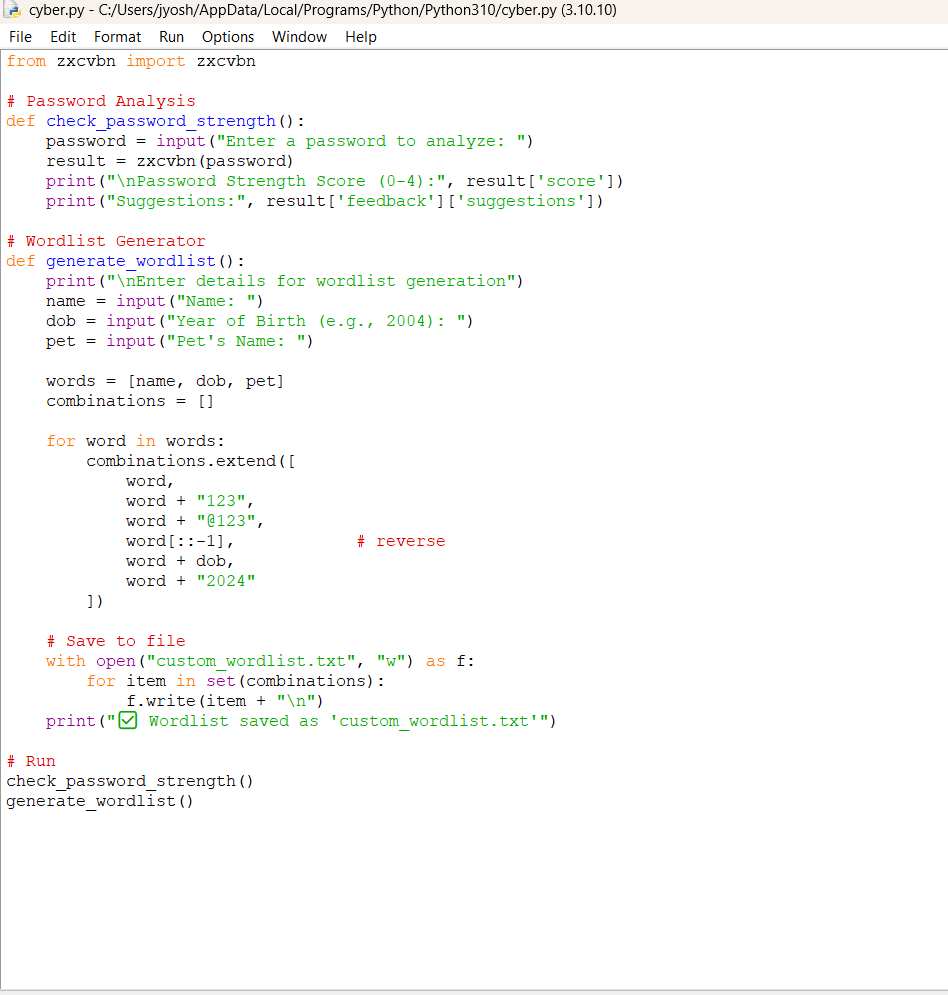 cyber.py - C:/Users/jyosh/AppData/Local/Programs/Python/Python310/cyber.py (3.10.10)
File Edit Format Run Options Window Help
from zxcvbn import zxcvbn

# Password Analysis
def check_password_strength():
    password = input("Enter a password to analyze: ")
    result = zxcvbn(password)
    print("\nPassword Strength Score (0-4):", result['score'])
    print("Suggestions:", result['feedback']['suggestions'])

# Wordlist Generator
def generate_wordlist():
    print("\nEnter details for wordlist generation")
    name = input("Name: ")
    dob = input("Year of Birth (e.g., 2004): ")
    pet = input("Pet's Name: ")

    words = [name, dob, pet]
    combinations = []

    for word in words:
        combinations.extend([
            word,
            word + "123",
            word + "@123",
            word[::-1],            # reverse
            word + dob,
            word + "2024"
        ])

    # Save to file
    with open("custom_wordlist.txt", "w") as f:
        for item in set(combinations):
            f.write(item + "\n")
    print("✅ Wordlist saved as 'custom_wordlist.txt'")

# Run
check_password_strength()
generate_wordlist()